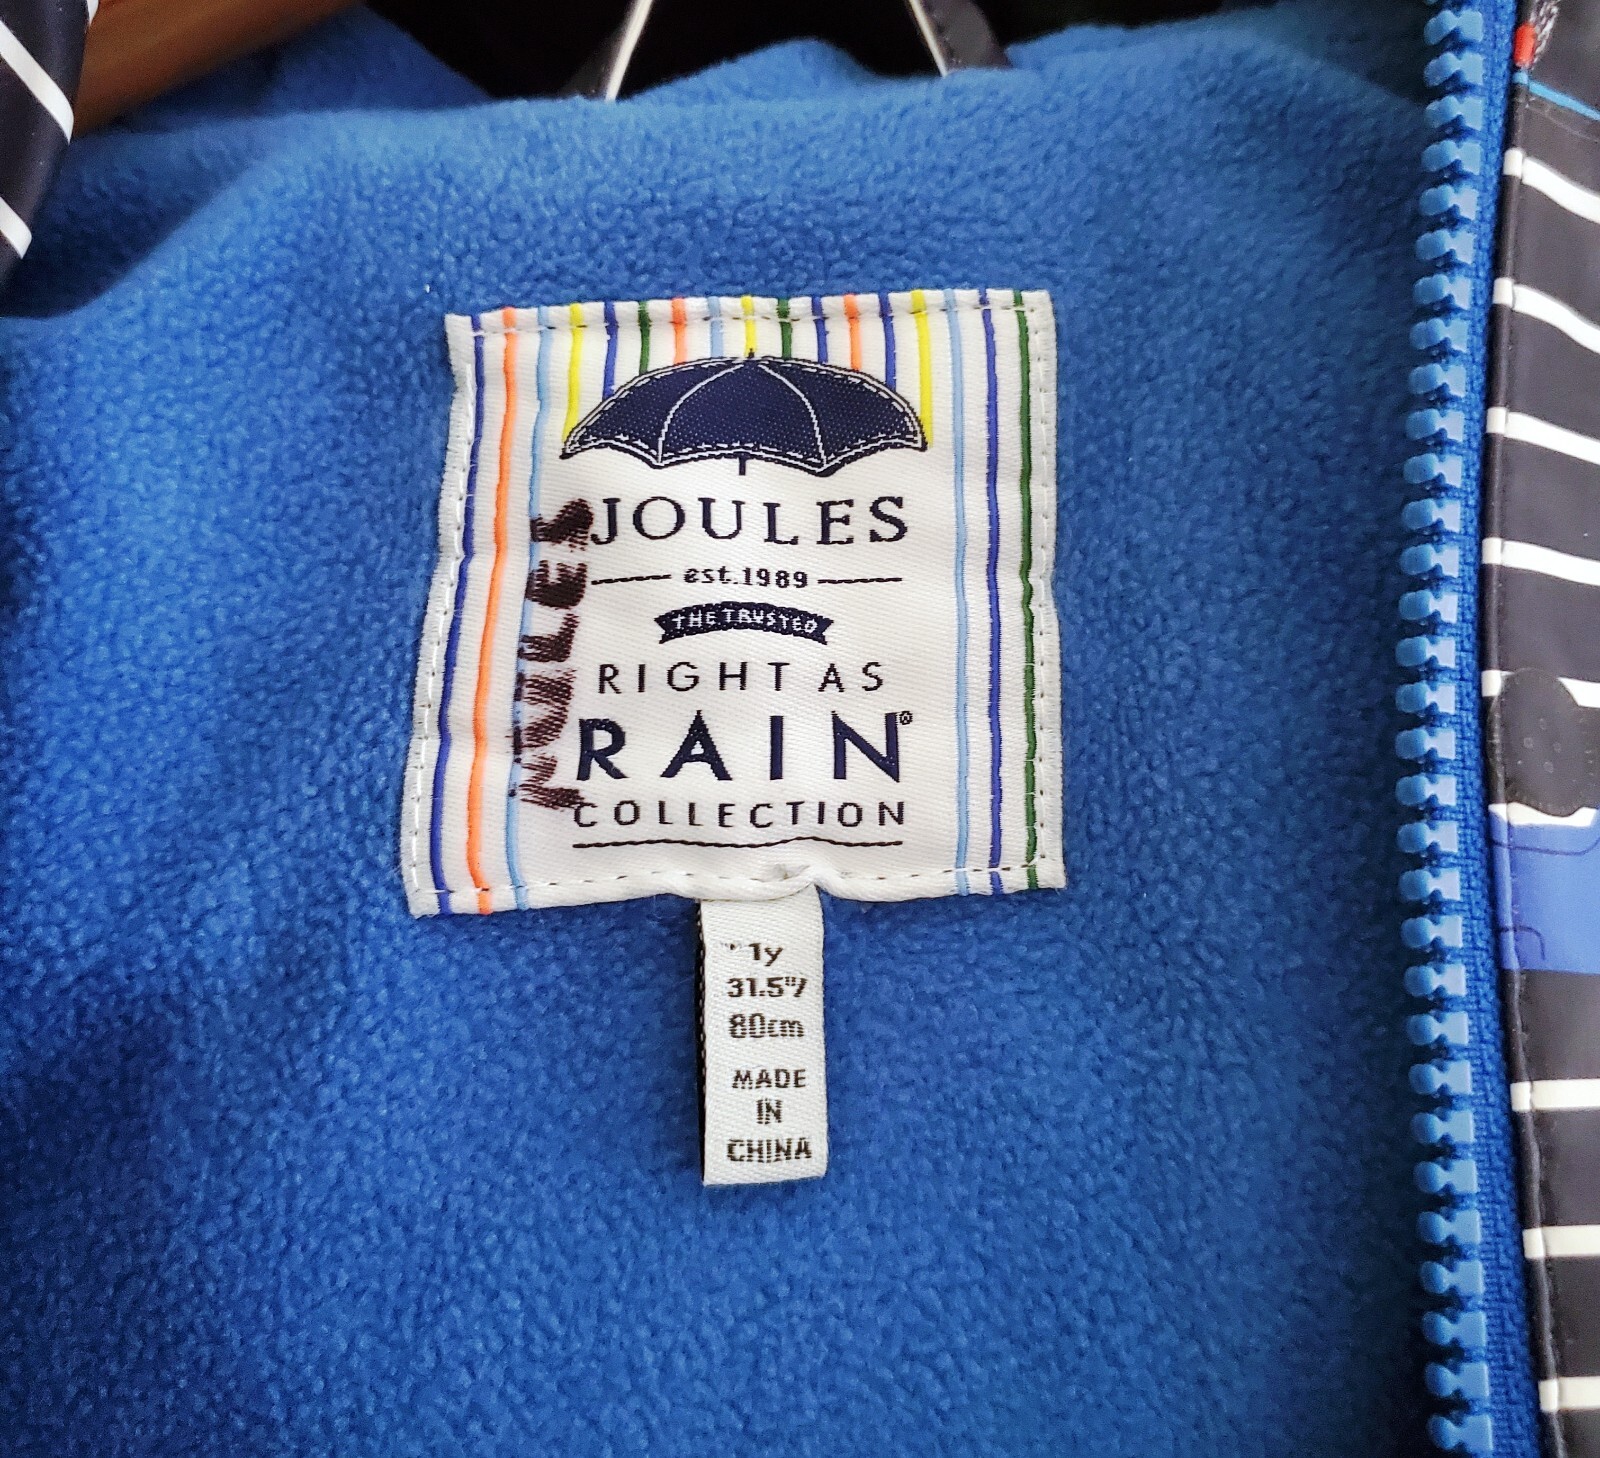 JOULES
est. 1989
THE TRUSTED
RIGHT AS
RAIN®
COLLECTION
1y
31.5"/
80cm
MADE
IN
CHINA